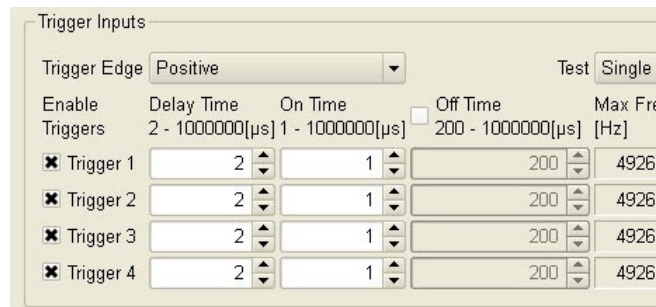 Trigger Inputs
Trigger Edge Positive Test Single
Enable Delay Time On Time Off Time Max Fre
Triggers 2 - 1000000[µs] 1 - 1000000[µs] 200 - 1000000[µs] [Hz]
Trigger 1 2 1 200 4926
Trigger 2 2 1 200 4926
Trigger 3 2 1 200 4926
Trigger 4 2 1 200 4926